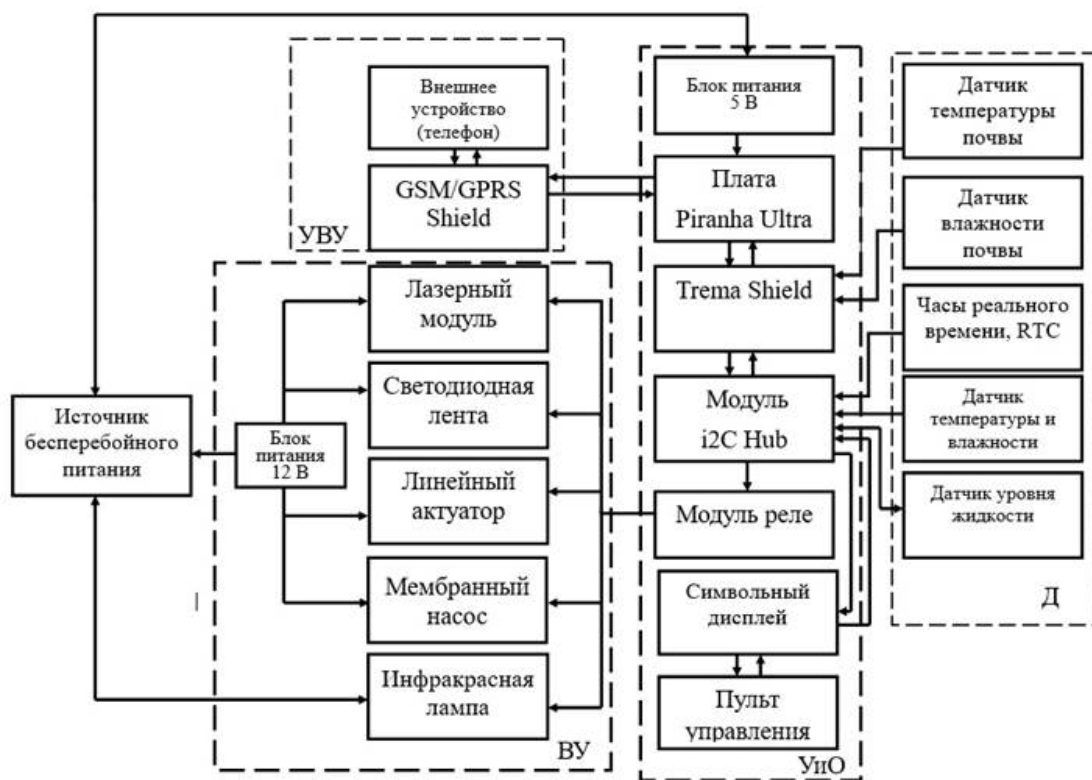 Внешнее
устройство
(телефон)
GSM/GPRS
Shield
УВУ
Блок питания
5 В
Плата
Piranha Ultra
Trema Shield
Модуль
i2C Hub
Модуль реле
Символьный
дисплей
Пульт
управления
УиО
Датчик
температуры
почвы
Датчик
влажности
почвы
Часы реального
времени, RTC
Датчик
температуры и
влажности
Датчик уровня
жидкости
Д
Лазерный
модуль
Светодиодная
лента
Линейный
актуатор
Мембранный
насос
Инфракрасная
лампа
ВУ
Блок
питания
12 В
Источник
бесперебойного
питания